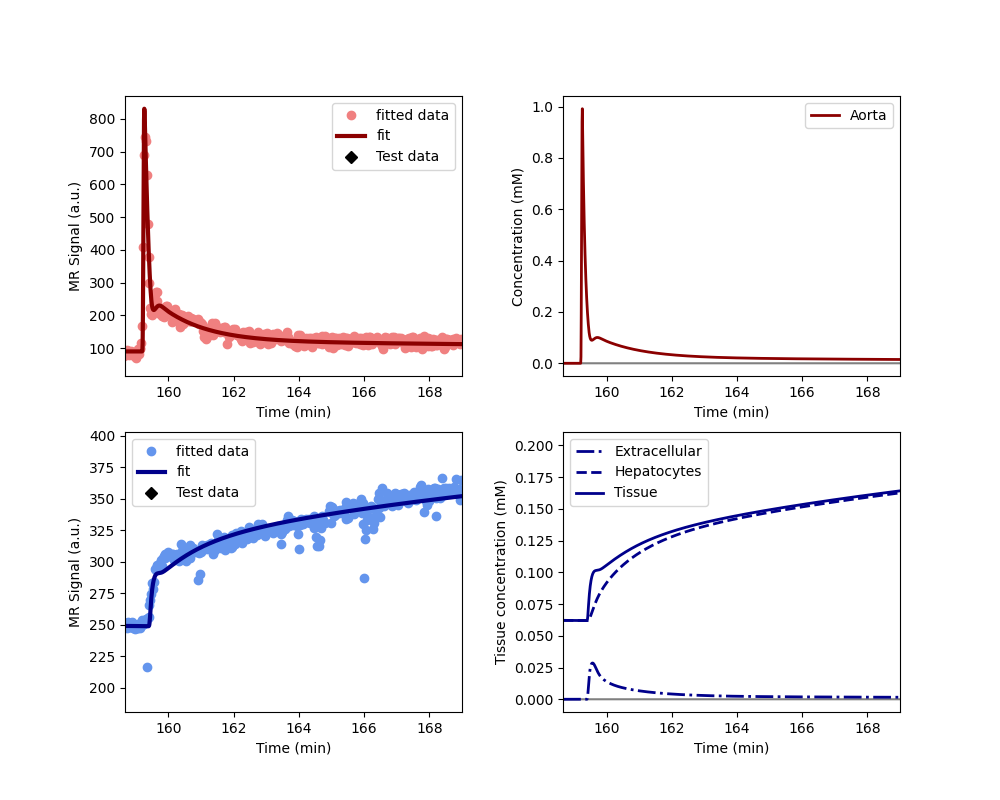 800
700
600
500
400
300
200
100
MR Signal (a.u.)
fitted data
fit
Test data
160 162 164 166 168
Time (min)
1.0
0.8
0.6
0.4
0.2
0.0
Concentration (mM)
Aorta
160 162 164 166 168
Time (min)
400
375
350
325
300
275
250
225
200
MR Signal (a.u.)
fitted data
fit
Test data
160 162 164 166 168
Time (min)
0.200
0.175
0.150
0.125
0.100
0.075
0.050
0.025
0.000
Tissue concentration (mM)
Extracellular
Hepatocytes
Tissue
160 162 164 166 168
Time (min)